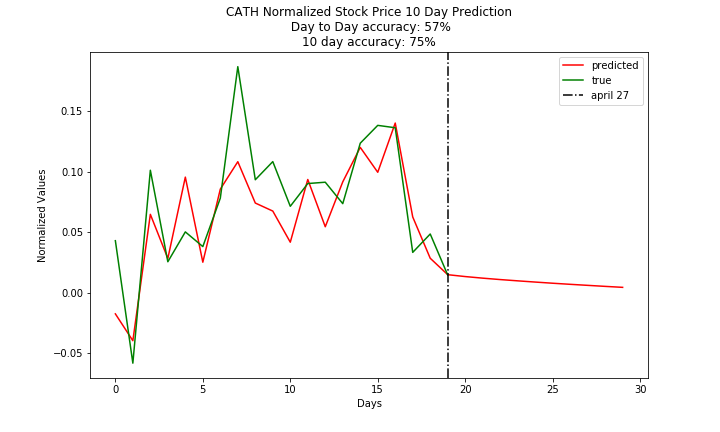 CATH Normalized Stock Price 10 Day Prediction
Day to Day accuracy: 57%
10 day accuracy: 75%
predicted
true
april 27
Normalized Values
0.15
0.10
0.05
0.00
−0.05
0 5 10 15 20 25 30
Days